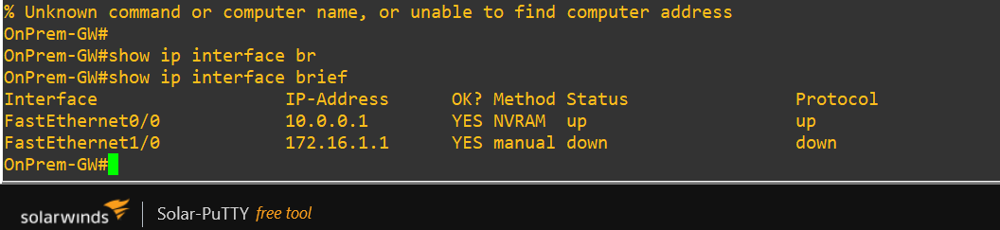 % Unknown command or computer name, or unable to find computer address
OnPrem-GW#
OnPrem-GW#show ip interface br
OnPrem-GW#show ip interface brief
Interface                  IP-Address      OK? Method Status                Protocol
FastEthernet0/0            10.0.0.1        YES NVRAM  up                    up
FastEthernet1/0            172.16.1.1      YES manual down                  down
OnPrem-GW#
solarwinds | Solar-PuTTY free tool